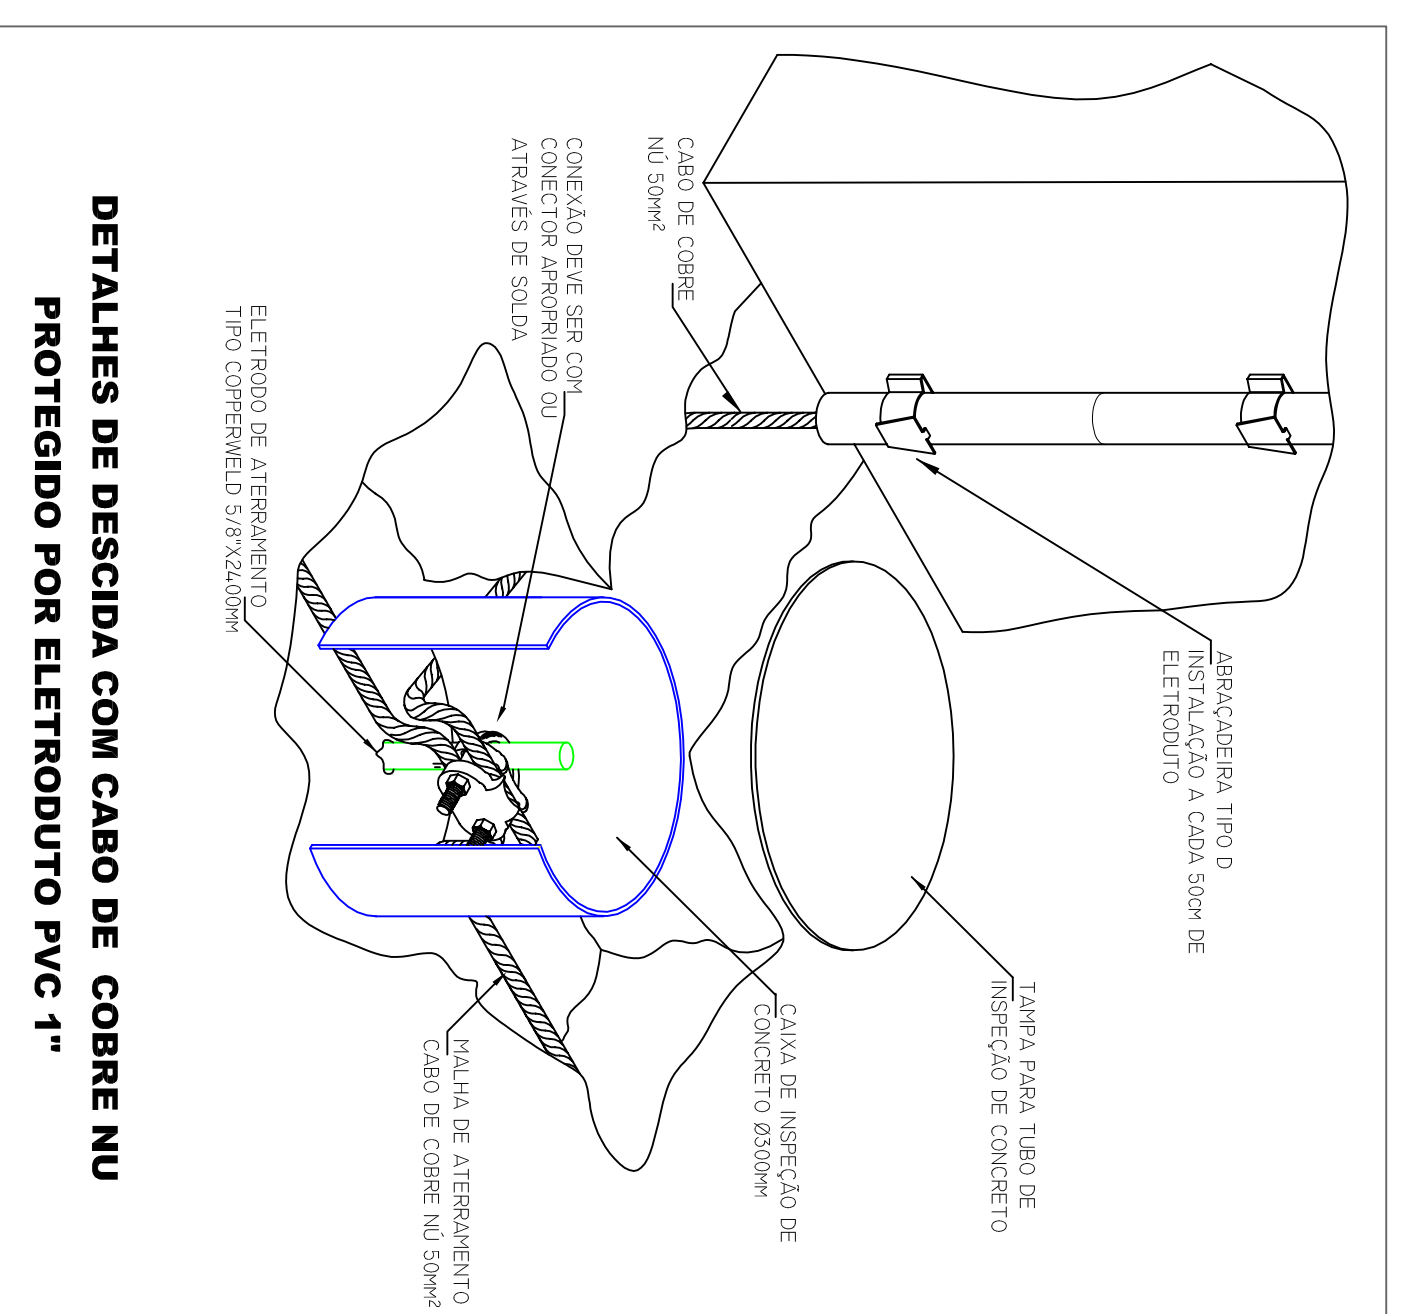 ABRAÇADEIRA TIPO D
INSTALAÇÃO A CADA 50CM DE
ELETRODUTO
TAMPA PARA TUBO DE
INSPEÇÃO DE CONCRETO
CAIXA DE INSPEÇÃO DE
CONCRETO Ø300MM
CABO DE COBRE
NÚ 50MM²
CONEXÃO DEVE SER COM
CONECTOR APROPRIADO OU
ATRAVÉS DE SOLDA
MALHA DE ATERRAMENTO
CABO DE COBRE NÚ 50MM²
ELETRODO DE ATERRAMENTO
TIPO COPPERWELD 5/8"X2400MM
DETALHES DE DESCIDA COM CABO DE COBRE NU
PROTEGIDO POR ELETRODUTO PVC 1"